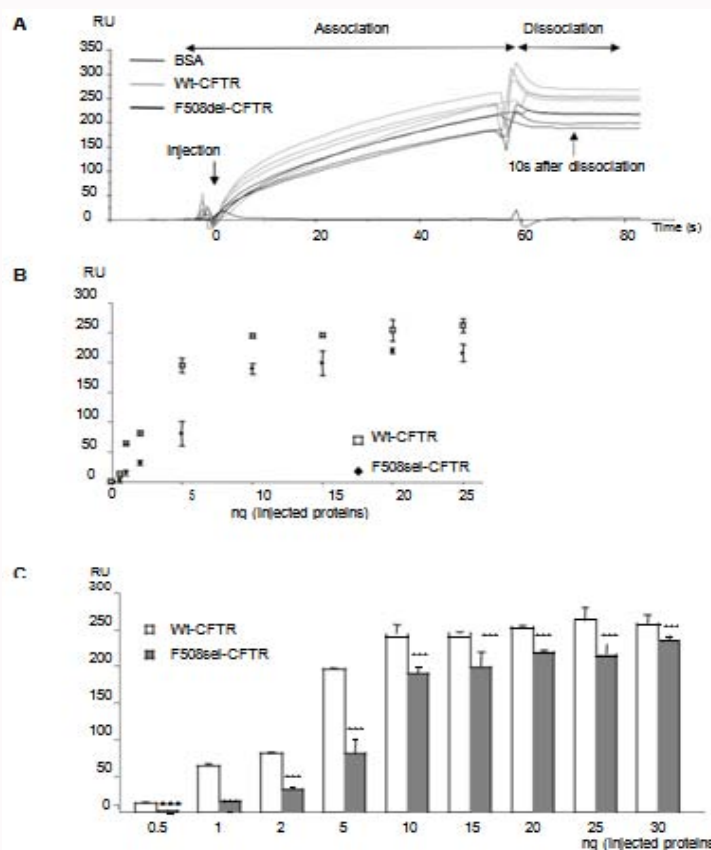 A
RU
Association
Dissociation
350
300
250
200
150
100
50
0
BSA
Wt-CFTR
F508del-CFTR
Injection
10s after dissociation
0
20
40
60
80
Time (s)
B
RU
300
250
200
150
100
50
0
Wt-CFTR
F508sel-CFTR
0
5
10
15
20
25
ng (Injected proteins)
C
RU
300
250
200
150
100
50
0
Wt-CFTR
F508sel-CFTR
***
0.5
1
2
5
10
15
20
25
30
ng (Injected proteins